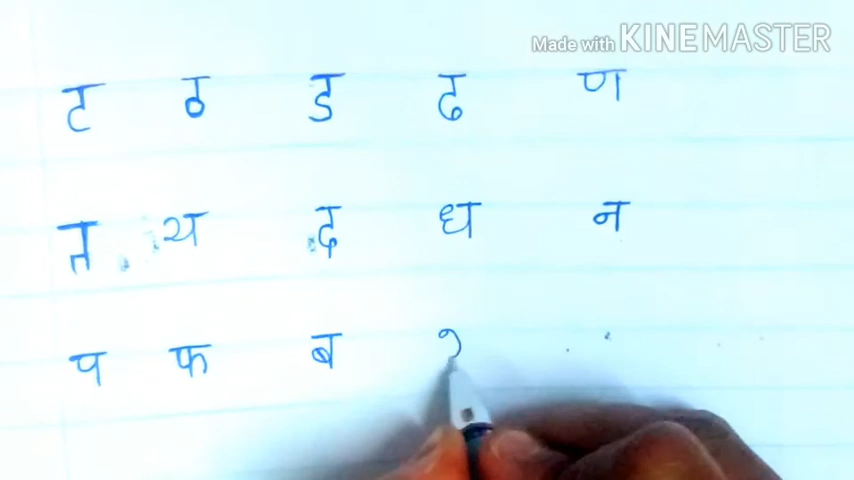 Made with KINEMASTER
ट ठ ड ढ ण
त थ द ध न
प फ ब